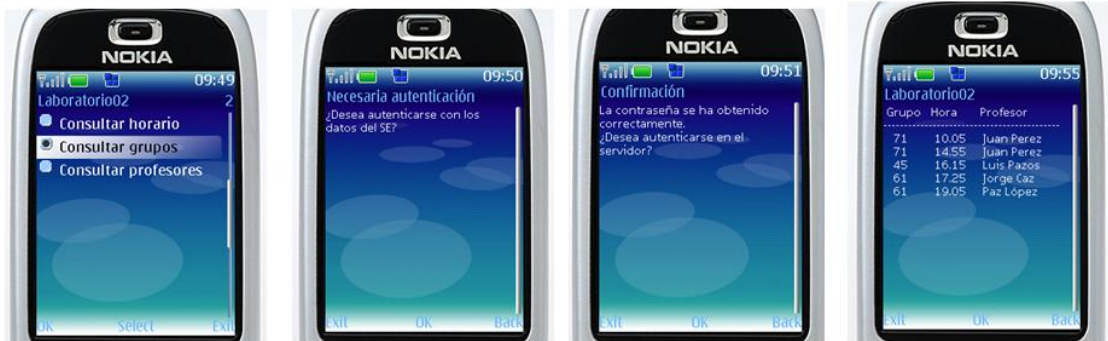 NOKIA
09:49
Laboratorio02 2
Consultar horario
Consultar grupos
Consultar profesores
OK Select Exit
NOKIA
09:50
Necesaria autenticación
¿Desea autenticarse con los
datos del SE?
Exit OK Back
NOKIA
09:51
Confirmación
La contraseña se ha obtenido
correctamente.
¿Desea autenticarse en el
servidor?
Exit OK Back
NOKIA
09:55
Laboratorio02
Grupo Hora Profesor
71 10.05 Juan Perez
71 14.55 Juan Perez
45 16.15 Luis Pazos
61 17.25 Jorge Caz
61 19.05 Paz López
Exit OK Back